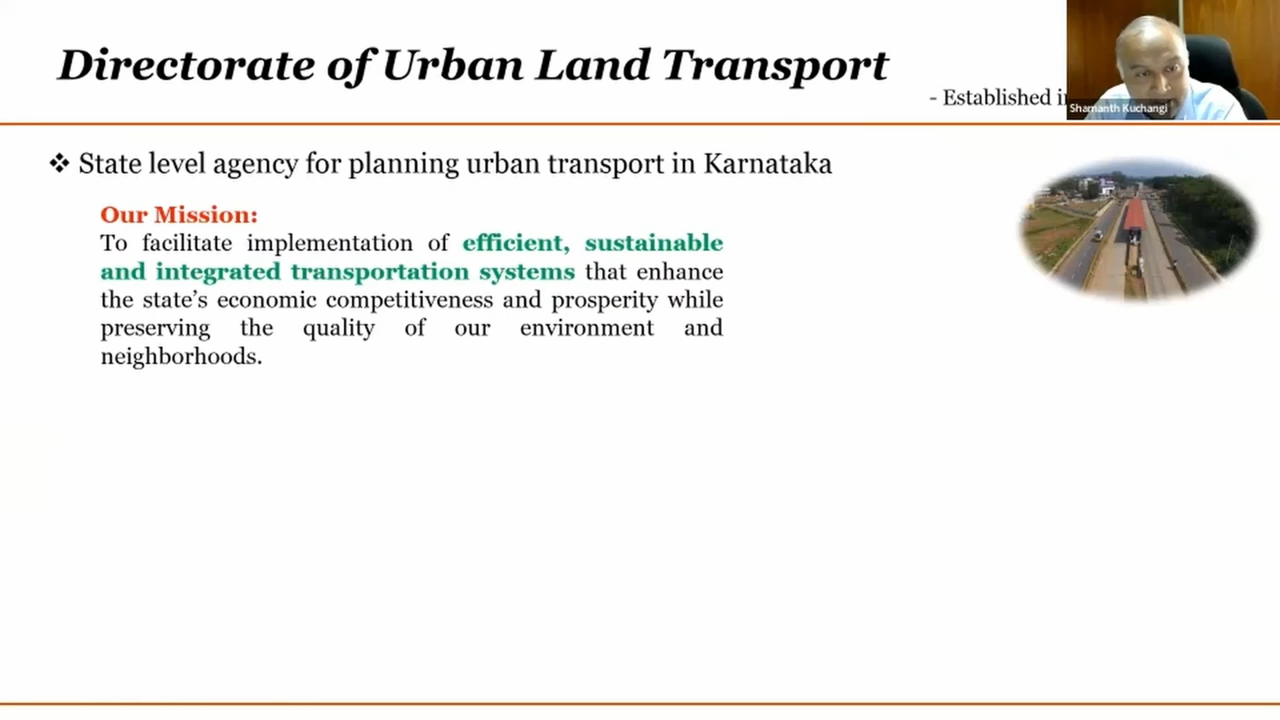 Directorate of Urban Land Transport
- Established
Shamanth Kuchangi
❖ State level agency for planning urban transport in Karnataka
Our Mission:
To facilitate implementation of efficient, sustainable
and integrated transportation systems that enhance
the state's economic competitiveness and prosperity while
preserving the quality of our environment and
neighborhoods.